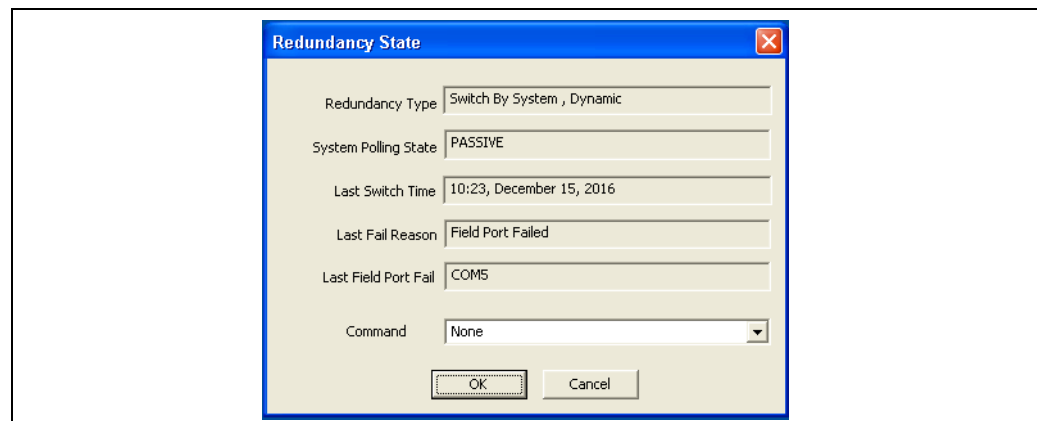 Redundancy State
Redundancy Type Switch By System , Dynamic
System Polling State PASSIVE
Last Switch Time 10:23, December 15, 2016
Last Fail Reason Field Port Failed
Last Field Port Fail COM5
Command None
OK Cancel